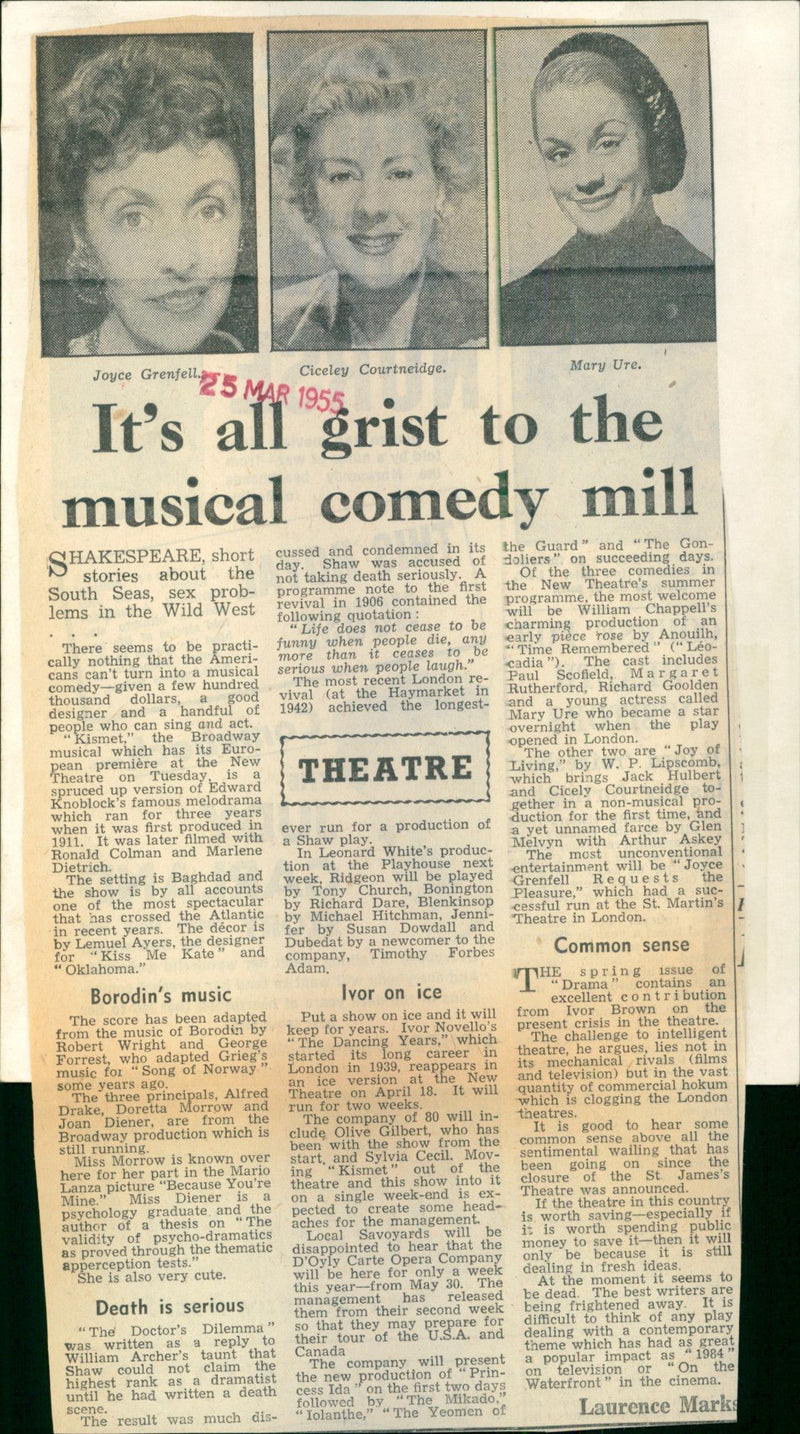 Joyce Grenfell.
Ciceley Courtneidge.
Mary Ure.
25 MAR 1955
It's all grist to the
musical comedy mill
SHAKESPEARE, short
stories about the
South Seas, sex prob-
lems in the Wild West
. . .
There seems to be practi-
cally nothing that the Ameri-
cans can't turn into a musical
comedy—given a few hundred
thousand dollars, a good
designer and a handful of
people who can sing and act.
"Kismet," the Broadway
musical which has its Euro-
pean première at the New
Theatre on Tuesday, is a
spruced up version of Edward
Knoblock's famous melodrama
which ran for three years
when it was first produced in
1911. It was later filmed with
Ronald Colman and Marlene
Dietrich.
The setting is Baghdad and
the show is by all accounts
one of the most spectacular
that has crossed the Atlantic
in recent years. The décor is
by Lemuel Ayers, the designer
for "Kiss Me Kate" and
"Oklahoma."
Borodin's music
The score has been adapted
from the music of Borodin by
Robert Wright and George
Forrest, who adapted Grieg's
music for "Song of Norway"
some years ago.
The three principals, Alfred
Drake, Doretta Morrow and
Joan Diener, are from the
Broadway production which is
still running.
Miss Morrow is known over
here for her part in the Mario
Lanza picture "Because You're
Mine." Miss Diener is a
psychology graduate and the
author of a thesis on "The
validity of psycho-dramatics
as proved through the thematic
apperception tests."
She is also very cute.
Death is serious
"The Doctor's Dilemma"
was written as a reply to
William Archer's taunt that
Shaw could not claim the
highest rank as a dramatist
until he had written a death
scene.
The result was much dis-
cussed and condemned in its
day. Shaw was accused of
not taking death seriously. A
programme note to the first
revival in 1906 contained the
following quotation:
"Life does not cease to be
funny when people die, any
more than it ceases to be
serious when people laugh."
The most recent London re-
vival (at the Haymarket in
1942) achieved the longest-
THEATRE
ever run for a production of
a Shaw play.
In Leonard White's produc-
tion at the Playhouse next
week, Ridgeon will be played
by Tony Church, Bonington
by Richard Dare, Blenkinsop
by Michael Hitchman, Jenni-
fer by Susan Dowdall and
Dubedat by a newcomer to the
company, Timothy Forbes
Adam.
Ivor on ice
Put a show on ice and it will
keep for years. Ivor Novello's
"The Dancing Years," which
started its long career in
London in 1939, reappears in
an ice version at the New
Theatre on April 18. It will
run for two weeks.
The company of 80 will in-
clude Olive Gilbert, who has
been with the show from the
start, and Sylvia Cecil. Mov-
ing "Kismet" out of the
theatre and this show into it
on a single week-end is ex-
pected to create some head-
aches for the management.
Local Savoyards will be
disappointed to hear that the
D'Oyly Carte Opera Company
will be here for only a week
this year—from May 30. The
management has released
them from their second week
so that they may prepare for
their tour of the U.S.A. and
Canada
The company will present
the new production of "Prin-
cess Ida" on the first two days
followed by "The Mikado,"
"Iolanthe," "The Yeomen of
the Guard" and "The Gon-
doliers" on succeeding days.
Of the three comedies in
the New Theatre's summer
programme, the most welcome
will be William Chappell's
charming production of an
early pièce rose by Anouilh,
"Time Remembered" ("Léo-
cadia"). The cast includes
Paul Scofield, Margaret
Rutherford, Richard Goolden
and a young actress called
Mary Ure who became a star
overnight when the play
opened in London.
The other two are "Joy of
Living," by W. P. Lipscomb,
which brings Jack Hulbert
and Cicely Courtneidge to-
gether in a non-musical pro-
duction for the first time, and
a yet unnamed farce by Glen
Melvyn with Arthur Askey
The most unconventional
entertainment will be "Joyce
Grenfell Requests the
Pleasure," which had a suc-
cessful run at the St. Martin's
Theatre in London.
Common sense
THE spring issue of
"Drama" contains an
excellent contribution
from Ivor Brown on the
present crisis in the theatre.
The challenge to intelligent
theatre, he argues, lies not in
its mechanical rivals (films
and television) but in the vast
quantity of commercial hokum
which is clogging the London
theatres.
It is good to hear some
common sense above all the
sentimental wailing that has
been going on since the
closure of the St James's
Theatre was announced.
If the theatre in this country
is worth saving—especially if
it is worth spending public
money to save it—then it will
only be because it is still
dealing in fresh ideas.
At the moment it seems to
be dead. The best writers are
being frightened away. It is
difficult to think of any play
dealing with a contemporary
theme which has had as great
a popular impact as "1984"
on television or "On the
Waterfront" in the cinema.
Laurence Marks